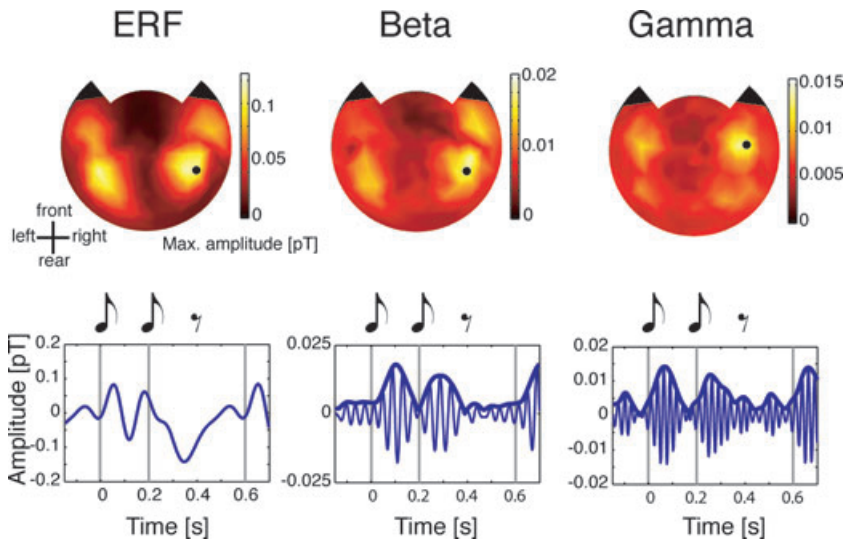 ERF Beta Gamma
0.1
0.05
0
0.02
0.01
0
0.015
0.01
0.005
0
front
left right
rear
Max. amplitude [pT]
Amplitude [pT]
0.2
0.1
0
-0.1
-0.2
0 0.2 0.4 0.6
Time [s]
0.025
0
-0.025
0 0.2 0.4 0.6
Time [s]
0.02
0.01
0
-0.01
-0.02
0 0.2 0.4 0.6
Time [s]